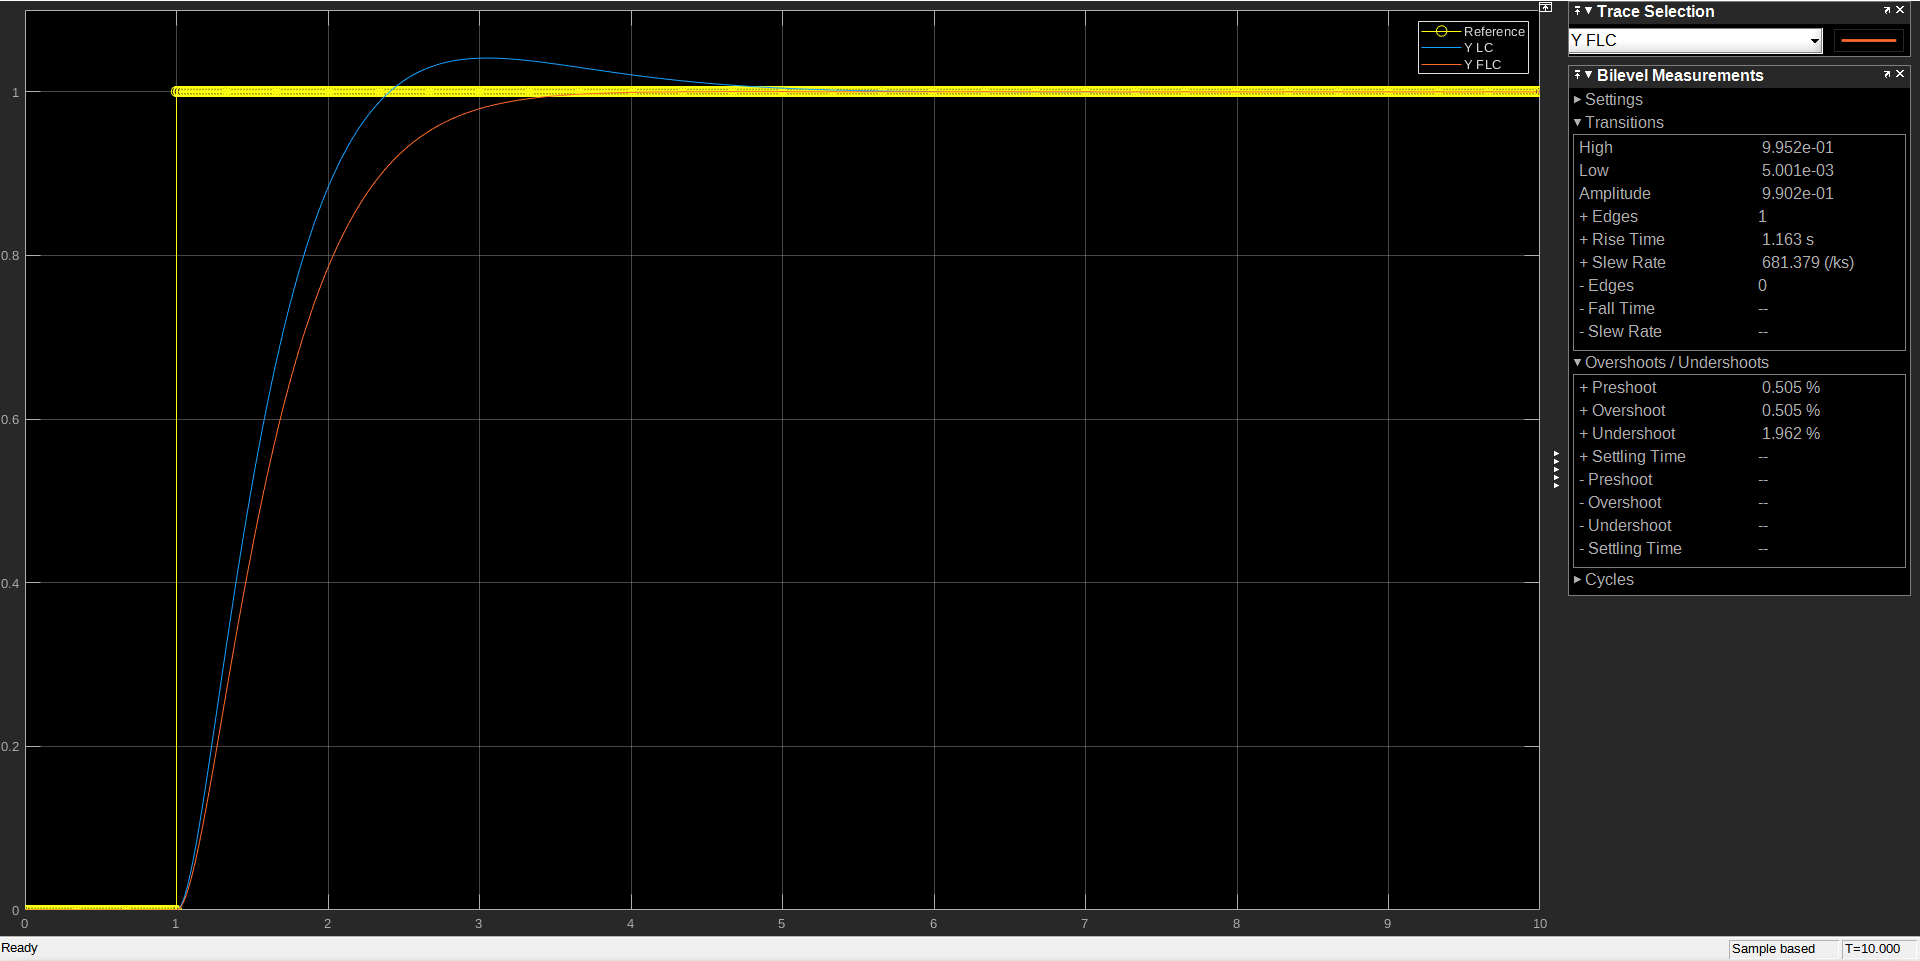 Reference
Y LC
Y FLC
1
0.8
0.6
0.4
0.2
0
0 1 2 3 4 5 6 7 8 9 10
Trace Selection
Y FLC
Bilevel Measurements
Settings
Transitions
High 9.952e-01
Low 5.001e-03
Amplitude 9.902e-01
+ Edges 1
+ Rise Time 1.163 s
+ Slew Rate 681.379 (/ks)
- Edges 0
- Fall Time --
- Slew Rate --
Overshoots / Undershoots
+ Preshoot 0.505 %
+ Overshoot 0.505 %
+ Undershoot 1.962 %
+ Settling Time --
- Preshoot --
- Overshoot --
- Undershoot --
- Settling Time --
Cycles
Ready
Sample based T=10.000